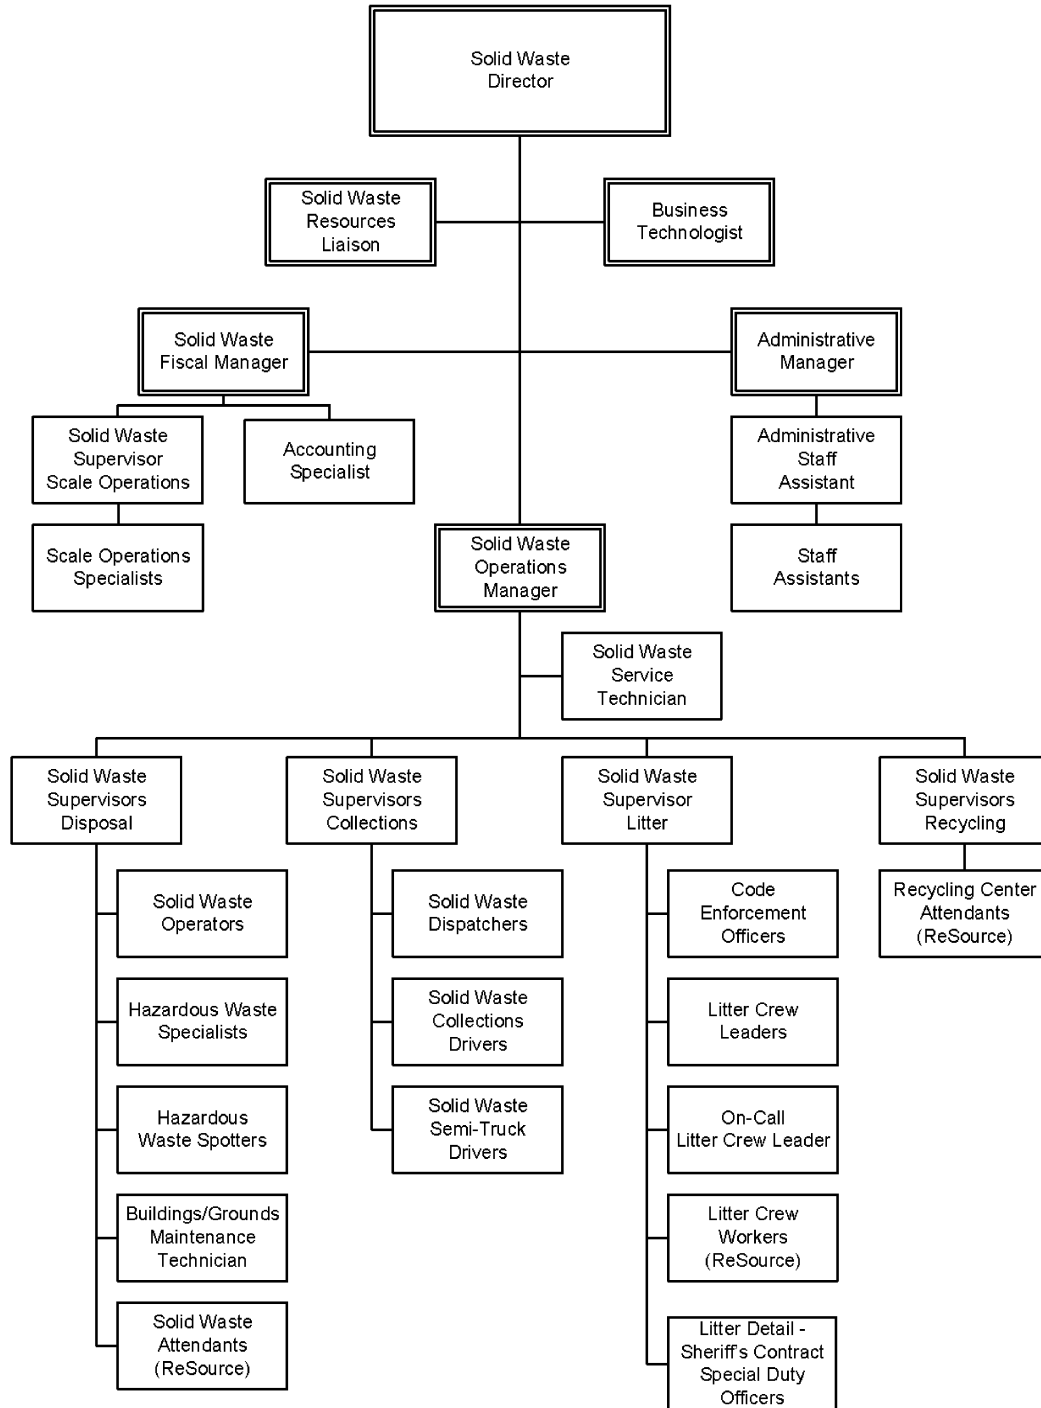 Solid Waste
Director
Solid Waste
Resources
Liaison
Business
Technologist
Solid Waste
Fiscal Manager
Administrative
Manager
Solid Waste
Supervisor
Scale Operations
Accounting
Specialist
Administrative
Staff
Assistant
Scale Operations
Specialists
Solid Waste
Operations
Manager
Staff
Assistants
Solid Waste
Service
Technician
Solid Waste
Supervisors
Disposal
Solid Waste
Supervisors
Collections
Solid Waste
Supervisor
Litter
Solid Waste
Supervisors
Recycling
Solid Waste
Operators
Solid Waste
Dispatchers
Code
Enforcement
Officers
Recycling Center
Attendants
(ReSource)
Hazardous Waste
Specialists
Solid Waste
Collections
Drivers
Litter Crew
Leaders
Hazardous
Waste Spotters
Solid Waste
Semi-Truck
Drivers
On-Call
Litter Crew Leader
Buildings/Grounds
Maintenance
Technician
Litter Crew
Workers
(ReSource)
Solid Waste
Attendants
(ReSource)
Litter Detail -
Sheriff's Contract
Special Duty
Officers